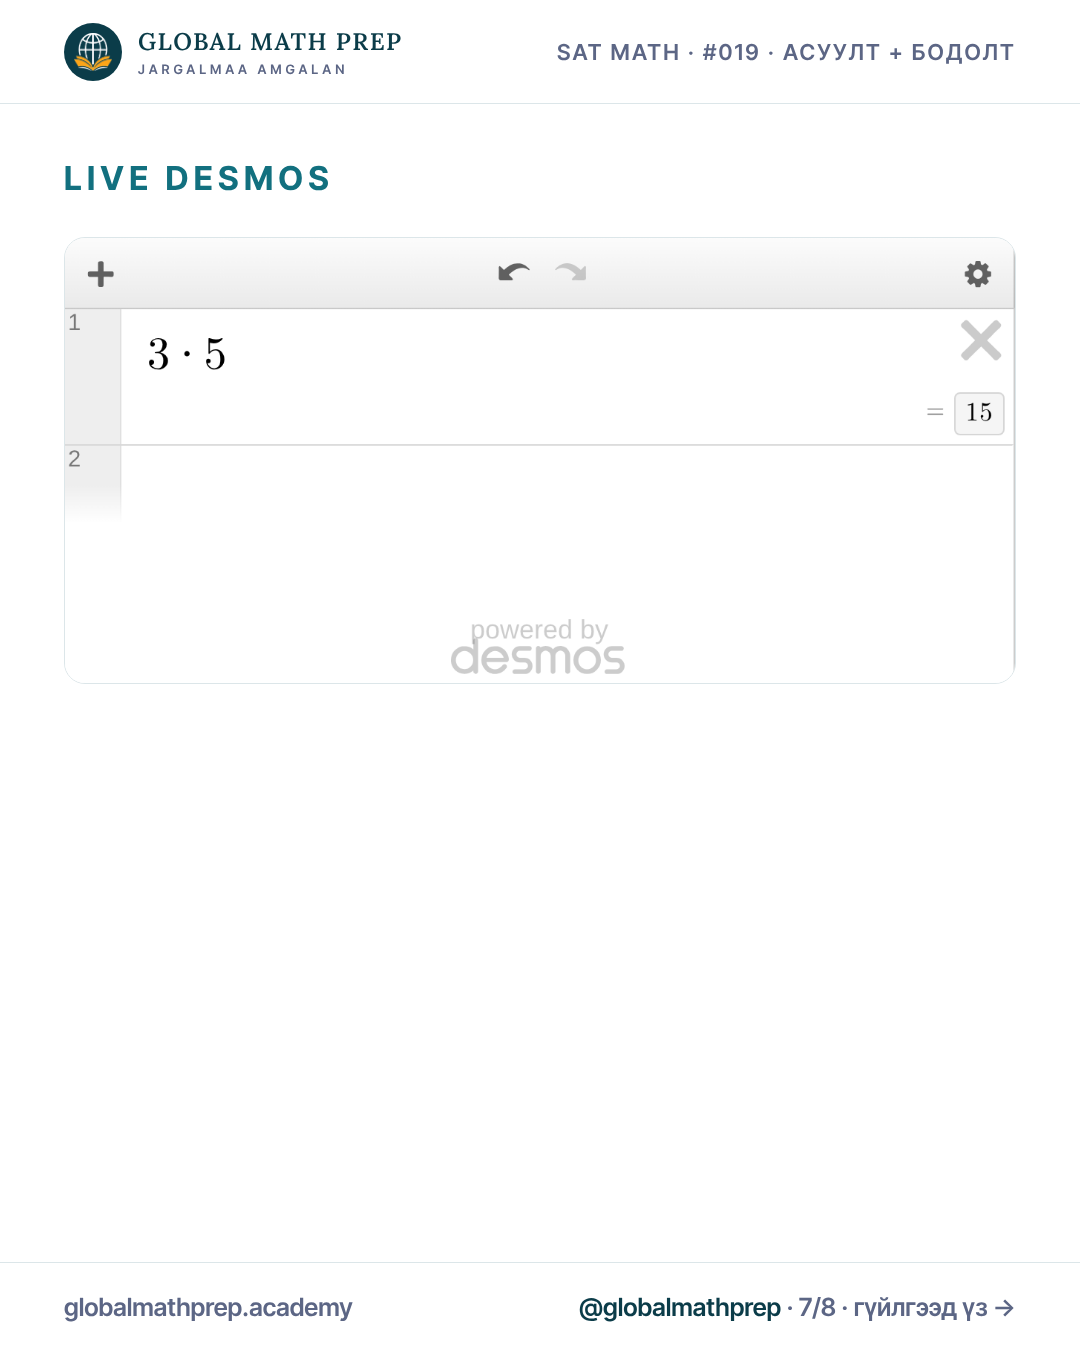 GLOBAL MATH PREP
JARGALMAA AMGALAN
SAT MATH · #019 · АСУУЛТ + БОДОЛТ
LIVE DESMOS
1
3 · 5
= 15
2
powered by
desmos
globalmathprep.academy
@globalmathprep · 7/8 · гүйлгээд үз →